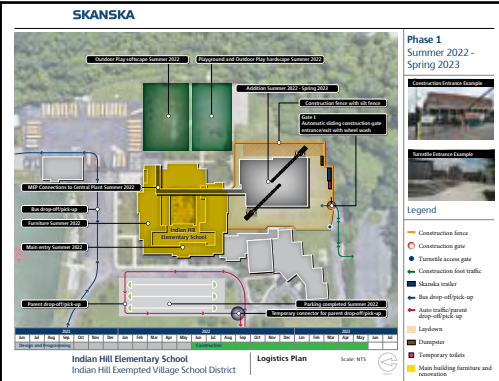 SKANSKA
Phase 1
Summer 2022 -
Spring 2023
Construction Entrance Example
Turnstile Entrance Example
Legend
Construction fence
Construction gate
Turnstile access gate
Construction foot traffic
Skanska trailer
Bus drop-off/pick-up
Auto traffic/parent
drop-off/pick-up
Laydown
Dumpster
Temporary toilets
Main building furniture and
renovation
Outdoor Play softscape Summer 2022
Playground and Outdoor Play hardscape Summer 2022
Addition Summer 2022 - Spring 2023
Construction fence with silt fence
Gate 1
Automatic sliding construction gate
entrance/exit with wheel wash
MEP Connections to Central Plant Summer 2022
Bus drop-off/pick-up
Furniture Summer 2022
Indian Hill
Elementary School
Main entry Summer 2022
Parent drop-off/pick-up
Parking completed Summer 2022
Temporary connector for parent drop-off/pick-up
2021 2022 2023
Jun Jul Aug Sep Oct Nov Dec Jan Feb Mar Apr May Jun Jul Aug Sep Oct Nov Dec Jan Feb Mar Apr May Jun Jul
Design and Programming Construction
Indian Hill Elementary School
Indian Hill Exempted Village School District
Logistics Plan
Scale: NTS